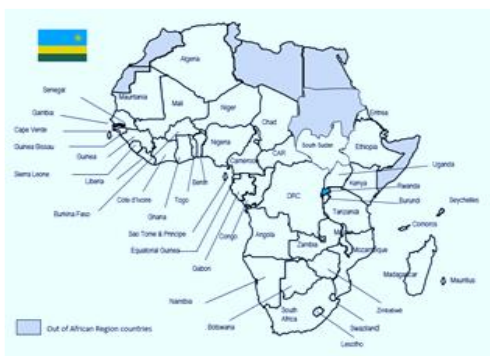 Algeria
Senegal
Mauritania
Gambia
Mali
Niger
Cape Verde
Chad
Eritrea
Guinea Bissau
Nigeria
South Sudan
Ethiopia
Guinea
Cameroun
CAR
Uganda
Sierra Leone
Liberia
Benin
Kenya
Rwanda
Cote d'Ivoire
Togo
DRC
Burundi
Burkina Faso
Ghana
Seychelles
Sao Tome & Principe
Congo
Tanzania
Equatorial Guinea
Angola
Comoros
Gabon
Zambia
Mozambique
Madagascar
Mauritius
Namibia
Zimbabwe
Botswana
South
Africa
Swaziland
Out of African Region countries
Lesotho